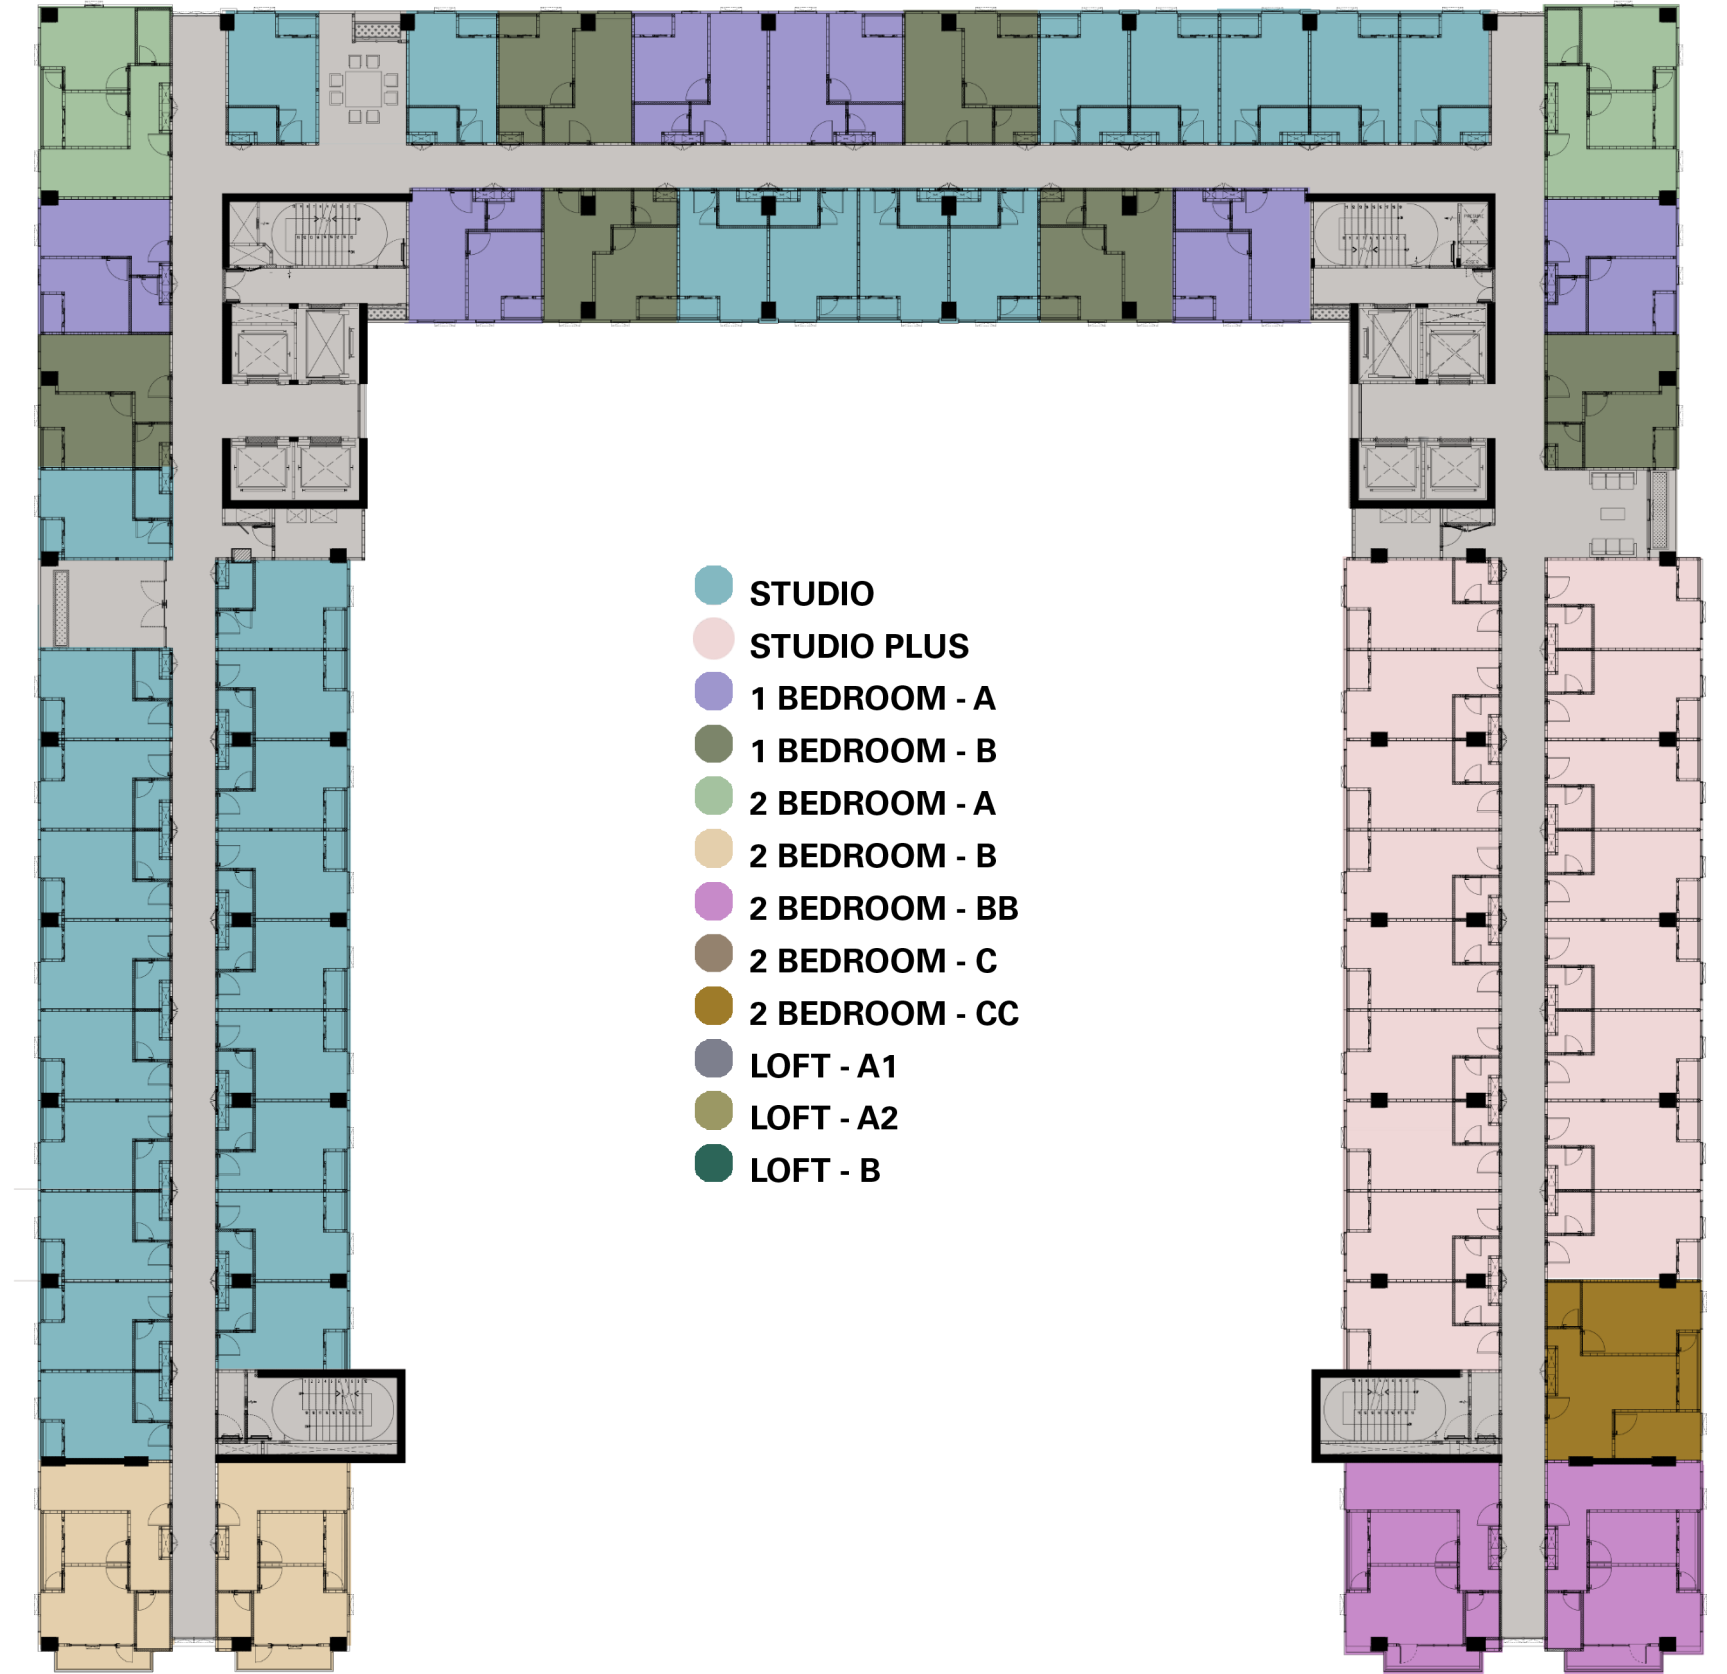 STUDIO
STUDIO PLUS
1 BEDROOM - A
1 BEDROOM - B
2 BEDROOM - A
2 BEDROOM - B
2 BEDROOM - BB
2 BEDROOM - C
2 BEDROOM - CC
LOFT - A1
LOFT - A2
LOFT - B